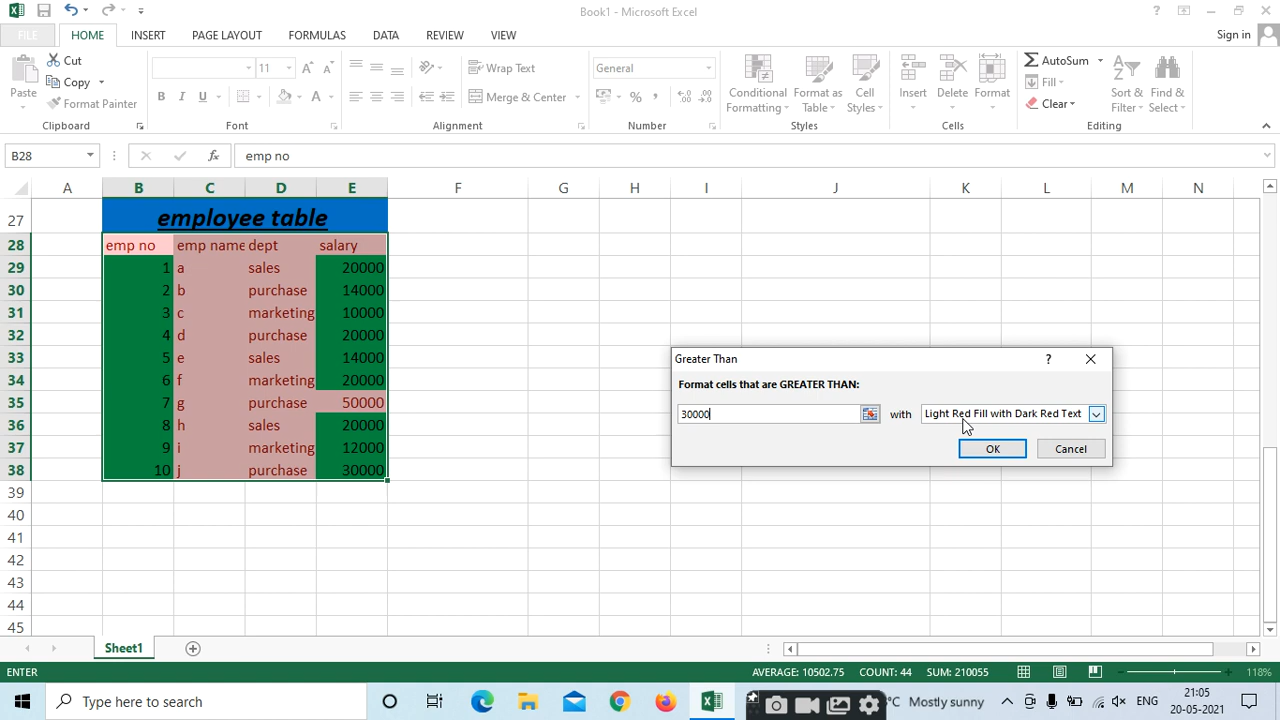 Book1 - Microsoft Excel
?
FILE HOME INSERT PAGE LAYOUT FORMULAS DATA REVIEW VIEW Sign in
Paste
Cut
Copy
Format Painter
Clipboard
11 A A
B I U A
Font
Wrap Text
Merge & Center
Alignment
General
% , .0 .00
Number
Conditional Formatting
Format as Table
Cell Styles
Styles
Insert Delete Format
Cells
AutoSum
Fill
Clear
Sort & Filter
Find & Select
Editing
B28 fx emp no
A B C D E F G H I J K L M N
27 employee table
28 emp no emp name dept salary
29 1 a sales 20000
30 2 b purchase 14000
31 3 c marketing 10000
32 4 d purchase 20000
33 5 e sales 14000
34 6 f marketing 20000
35 7 g purchase 50000
36 8 h sales 20000
37 9 i marketing 12000
38 10 j purchase 30000
39
40
41
42
43
44
45
Greater Than ?
Format cells that are GREATER THAN:
30000 with Light Red Fill with Dark Red Text
OK Cancel
Sheet1
ENTER AVERAGE: 10502.75 COUNT: 44 SUM: 210055 118%
Type here to search
C Mostly sunny ENG 21:05
20-05-2021